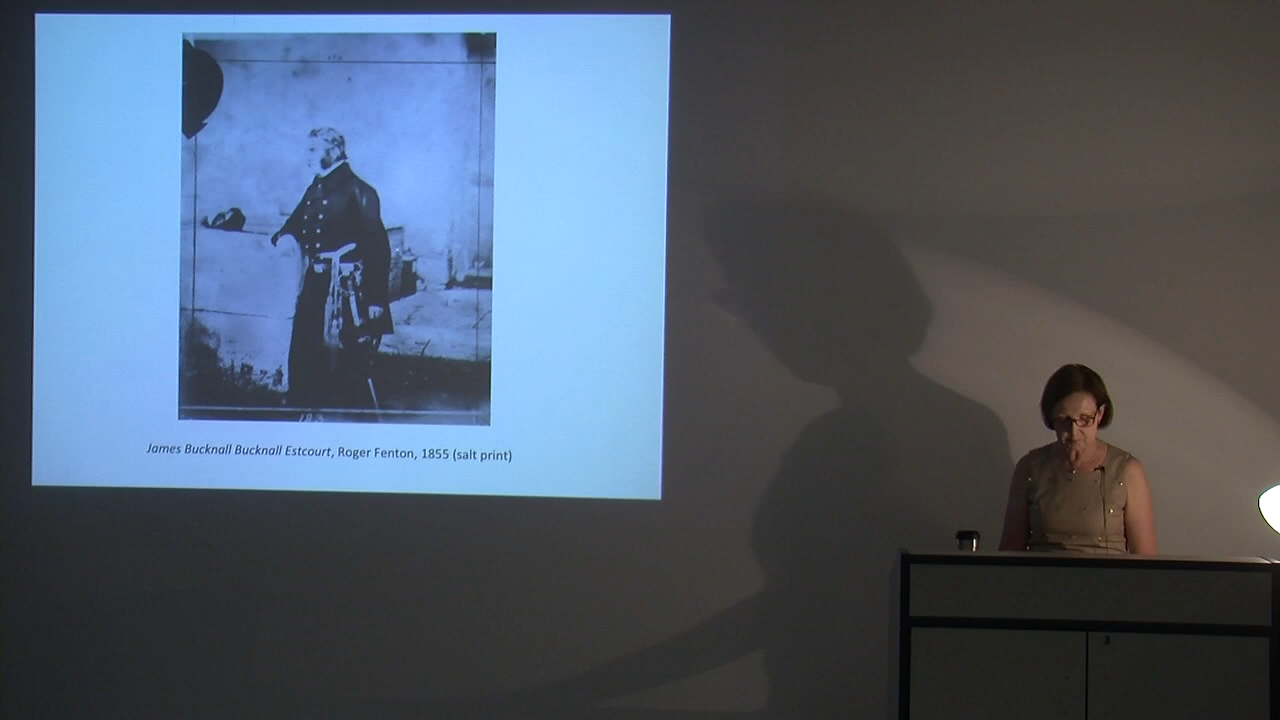 James Bucknall Bucknall Estcourt, Roger Fenton, 1855 (salt print)